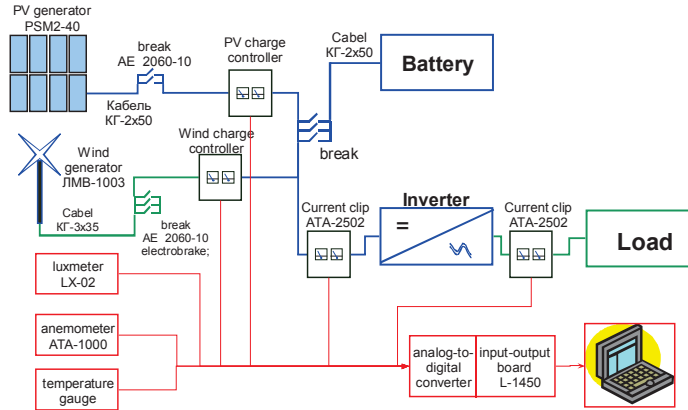 PV generator
PSM2-40
break
AE 2060-10
PV charge
controller
Cabel
КГ-2x50
Battery
Кабель
КГ-2x50
Wind charge
controller
break
Wind
generator
ЛМВ-1003
Cabel
КГ-3x35
break
AE 2060-10
electrobrake;
Current clip
ATA-2502
Inverter
=
Current clip
ATA-2502
Load
luxmeter
LX-02
anemometer
ATA-1000
temperature
gauge
analog-to-
digital
converter
input-output
board
L-1450